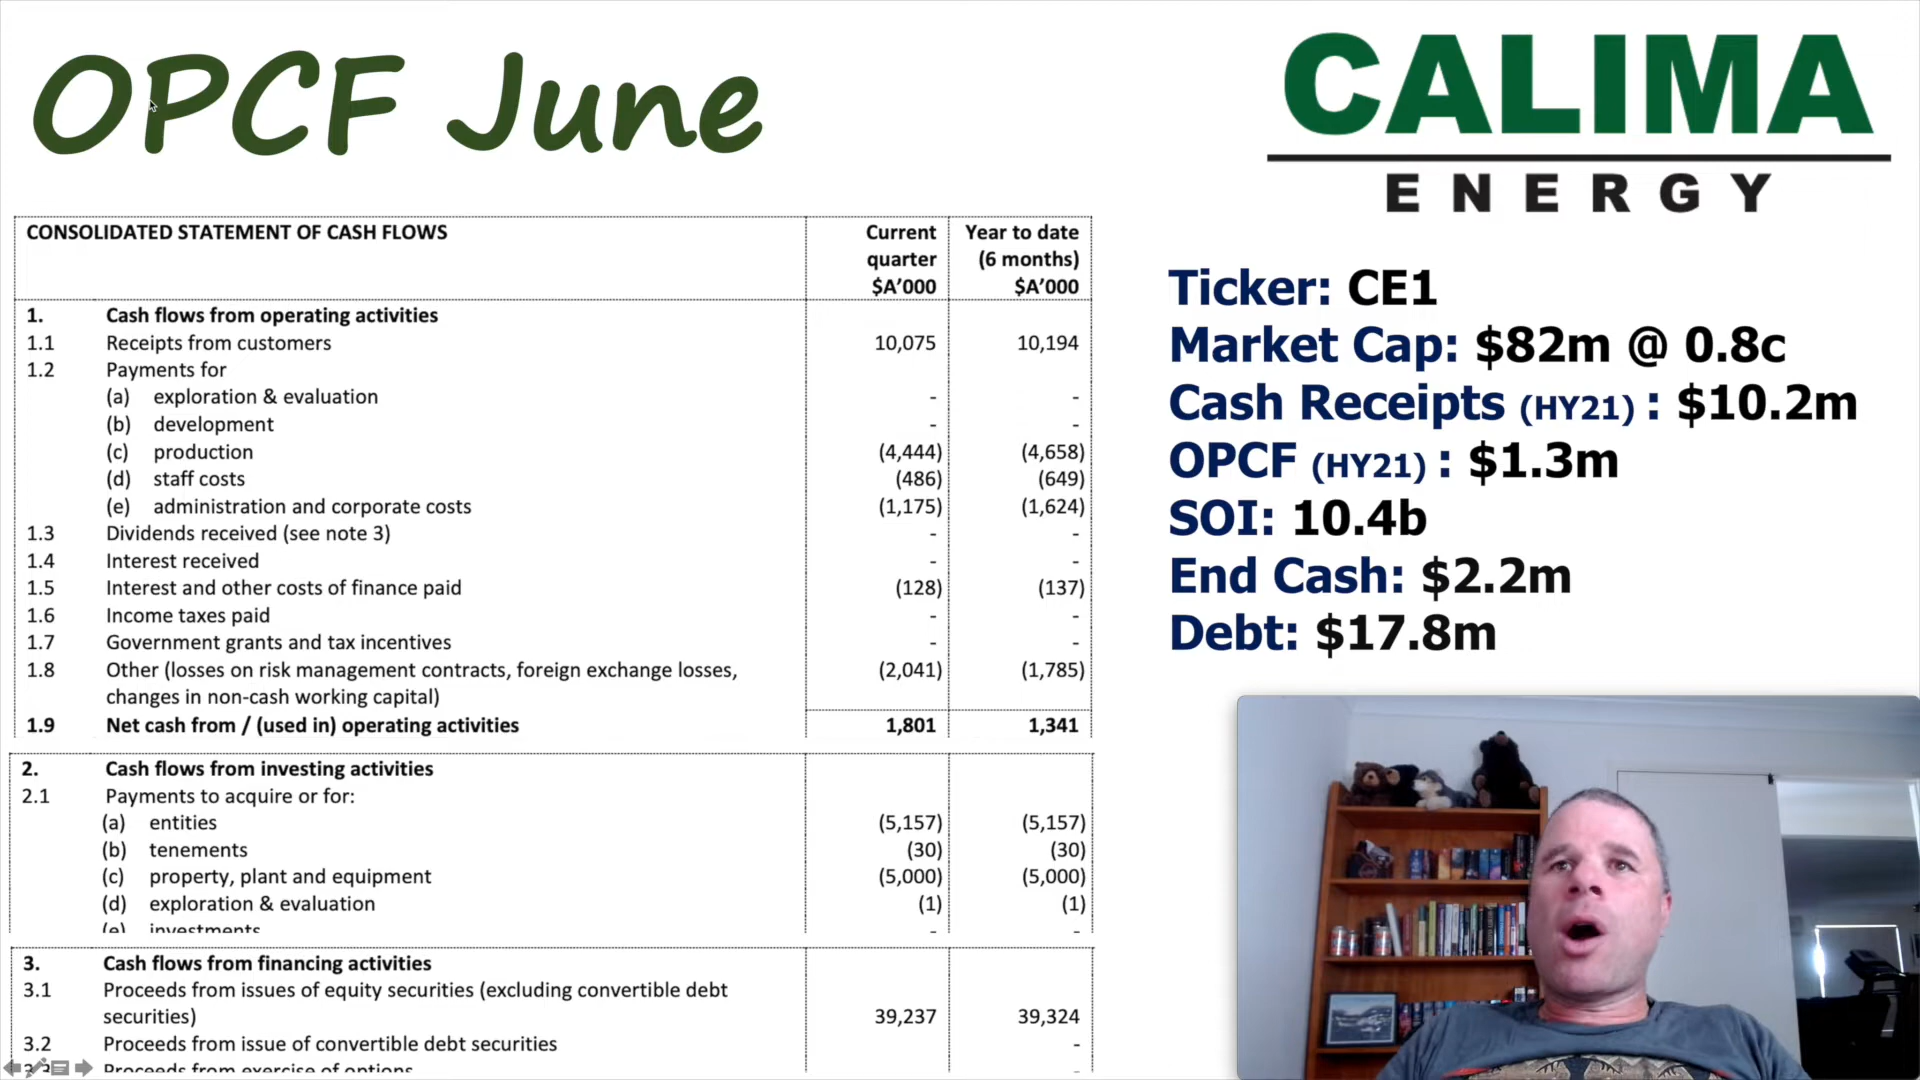 OPCF June
CALIMA
ENERGY
CONSOLIDATED STATEMENT OF CASH FLOWS
Current quarter $A'000
Year to date (6 months) $A'000
1. Cash flows from operating activities
1.1 Receipts from customers 10,075 10,194
1.2 Payments for
(a) exploration & evaluation - -
(b) development - -
(c) production (4,444) (4,658)
(d) staff costs (486) (649)
(e) administration and corporate costs (1,175) (1,624)
1.3 Dividends received (see note 3) - -
1.4 Interest received - -
1.5 Interest and other costs of finance paid (128) (137)
1.6 Income taxes paid - -
1.7 Government grants and tax incentives - -
1.8 Other (losses on risk management contracts, foreign exchange losses, (2,041) (1,785)
changes in non-cash working capital)
1.9 Net cash from / (used in) operating activities 1,801 1,341
2. Cash flows from investing activities
2.1 Payments to acquire or for:
(a) entities (5,157) (5,157)
(b) tenements (30) (30)
(c) property, plant and equipment (5,000) (5,000)
(d) exploration & evaluation (1) (1)
(e) investments - -
3. Cash flows from financing activities
3.1 Proceeds from issues of equity securities (excluding convertible debt
securities) 39,237 39,324
3.2 Proceeds from issue of convertible debt securities -
3.3 Proceeds from exercise of options -
Ticker: CE1
Market Cap: $82m @ 0.8c
Cash Receipts (HY21) : $10.2m
OPCF (HY21) : $1.3m
SOI: 10.4b
End Cash: $2.2m
Debt: $17.8m